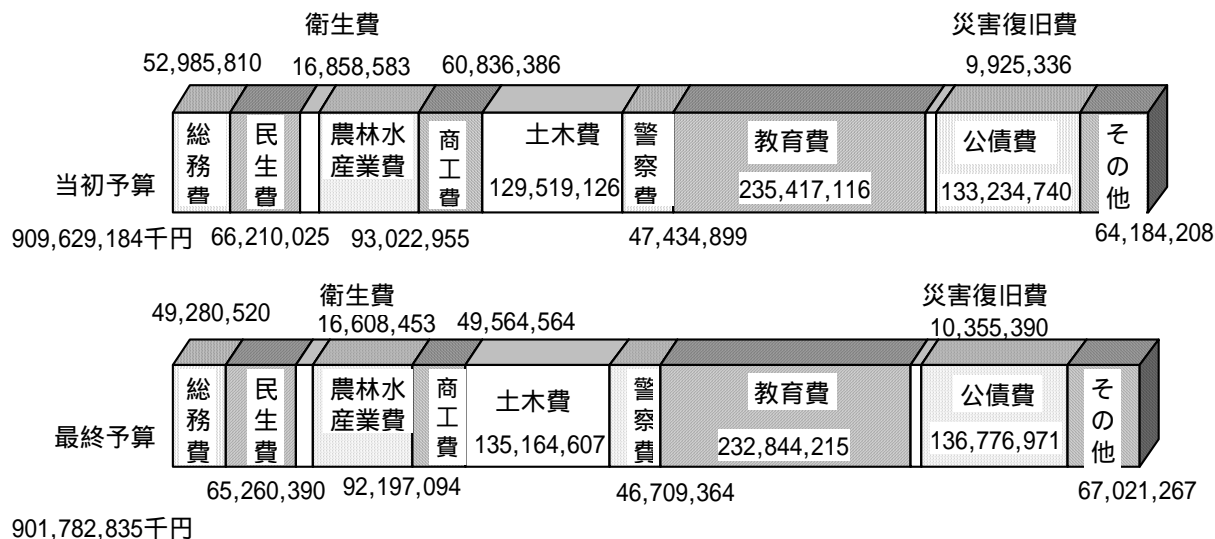 衛生費
災害復旧費
52,985,810
16,858,583
60,836,386
9,925,336
総務費
民生費
農林水
産業費
商工費
土木費
129,519,126
警察費
教育費
235,417,116
公債費
133,234,740
その他
当初予算
909,629,184千円
66,210,025
93,022,955
47,434,899
64,184,208
衛生費
災害復旧費
49,280,520
16,608,453
49,564,564
10,355,390
総務費
民生費
農林水
産業費
商工費
土木費
135,164,607
警察費
教育費
232,844,215
公債費
136,776,971
その他
最終予算
65,260,390
92,197,094
46,709,364
67,021,267
901,782,835千円